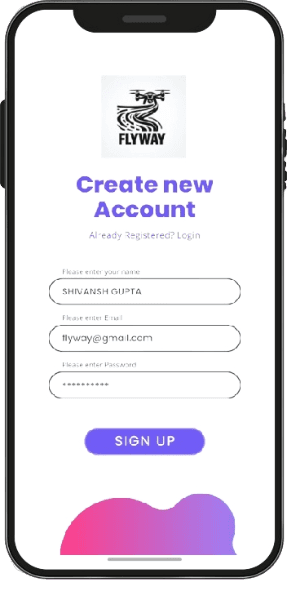 FLYWAY
Create new
Account
Already Registered? Login
Please enter your name
SHIVANSH GUPTA
Please enter Email
flyway@gmail.com
Please enter Password
**********
SIGN UP